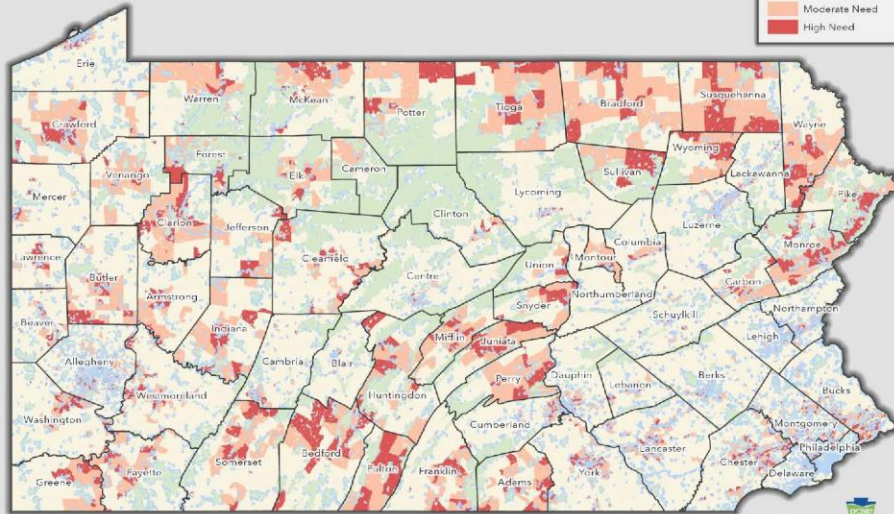 Moderate Need
High Need
Erie
Warren
McKean
Potter
Tioga
Bradford
Susquehanna
Wayne
Crawford
Forest
Wyoming
Cameron
Sullivan
Lackawanna
Pike
Venango
Elk
Mercer
Lycoming
Clinton
Luzerne
Clarion
Jefferson
Monroe
Columbia
Lawrence
Clearfield
Union
Montour
Centre
Carbon
Butler
Armstrong
Snyder
Northumberland
Northampton
Beaver
Indiana
Schuylkill
Mifflin
Juniata
Lehigh
Allegheny
Cambria
Blair
Perry
Dauphin
Berks
Huntingdon
Lebanon
Bucks
Westmoreland
Cumberland
Montgomery
Washington
Lancaster
Philadelphia
Somerset
Bedford
Fulton
Franklin
York
Chester
Delaware
Fayette
Greene
Adams